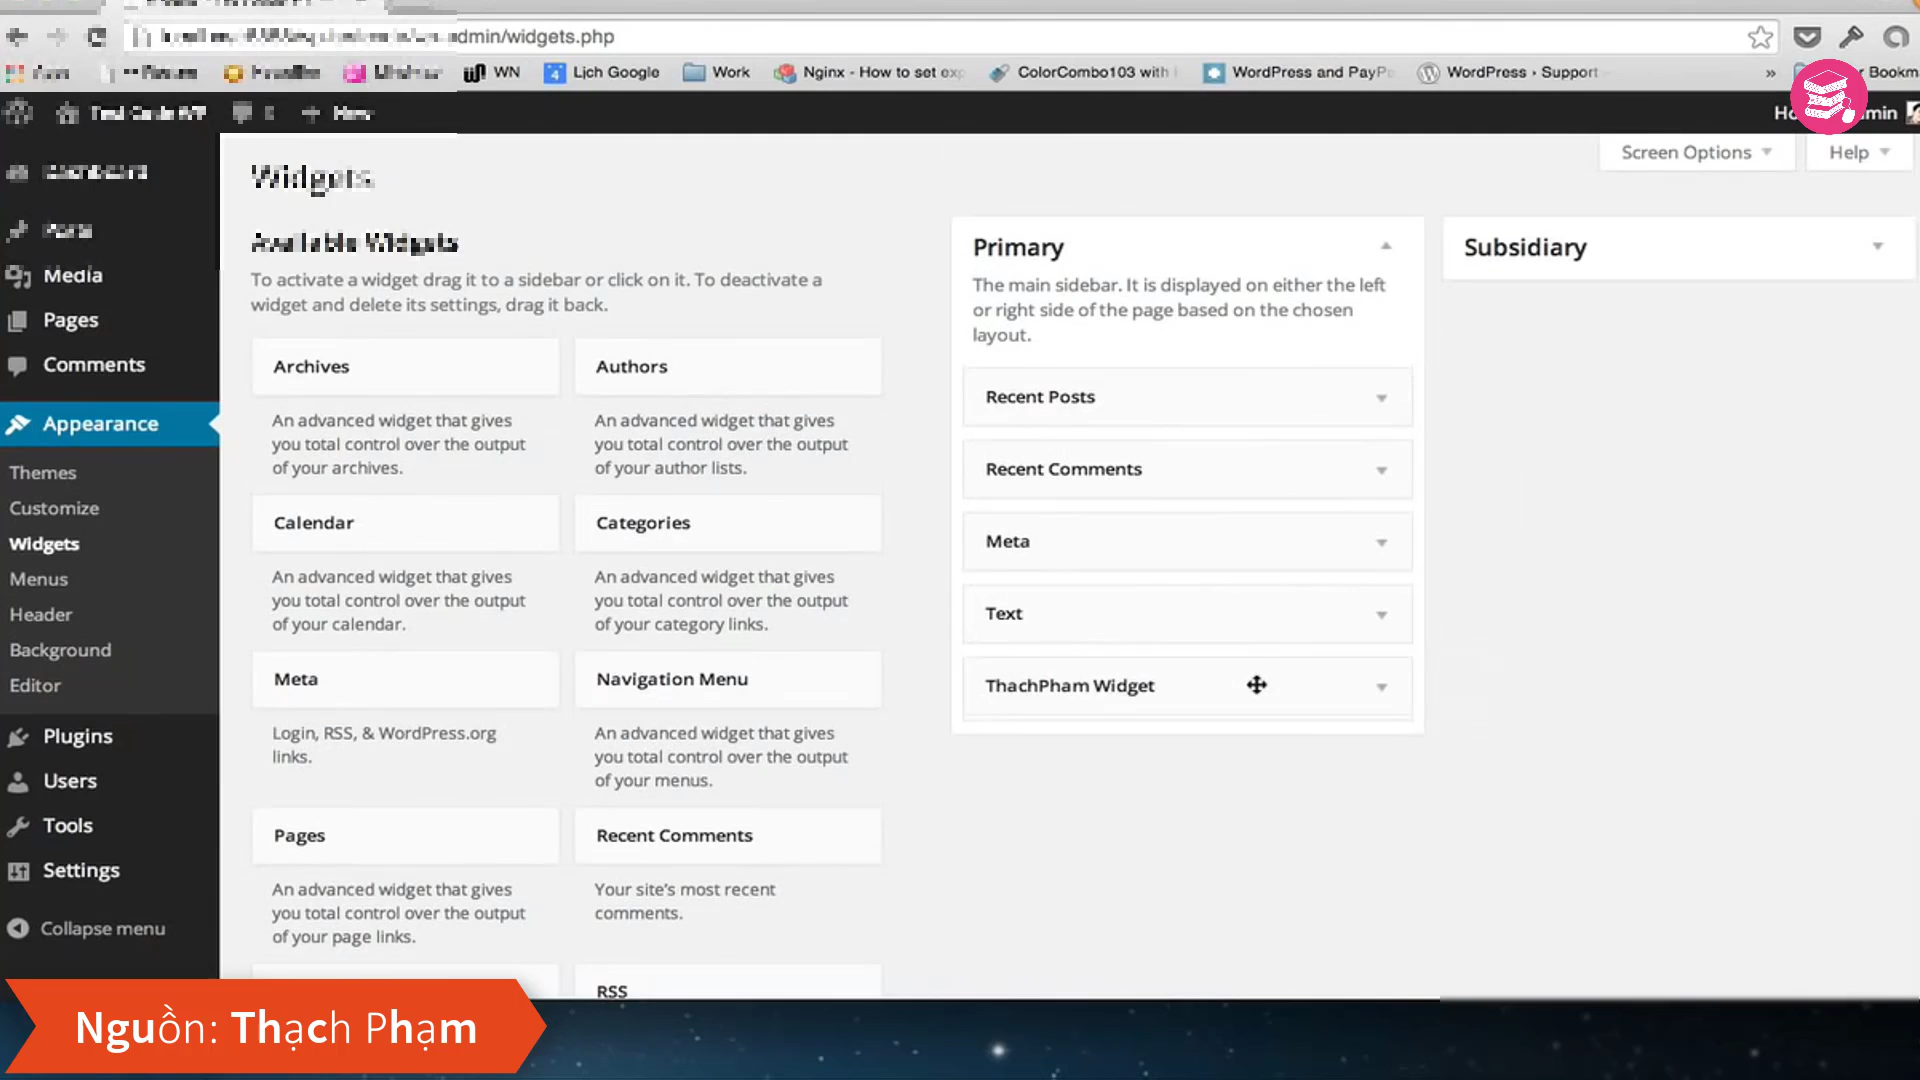 dmin/widgets.php
WN
Lịch Google
Work
Nginx - How to set exp
ColorCombo103 with
WordPress and PayP
WordPress › Support
»
Bookm
Test Code WP
New
Dashboard
Posts
Media
Pages
Comments
Appearance
Themes
Customize
Widgets
Menus
Header
Background
Editor
Plugins
Users
Tools
Settings
Collapse menu
Screen Options
Help
Widgets
Available Widgets
To activate a widget drag it to a sidebar or click on it. To deactivate a
widget and delete its settings, drag it back.
Archives
An advanced widget that gives
you total control over the output
of your archives.
Authors
An advanced widget that gives
you total control over the output
of your author lists.
Calendar
An advanced widget that gives
you total control over the output
of your calendar.
Categories
An advanced widget that gives
you total control over the output
of your category links.
Meta
Login, RSS, & WordPress.org
links.
Navigation Menu
An advanced widget that gives
you total control over the output
of your menus.
Pages
An advanced widget that gives
you total control over the output
of your page links.
Recent Comments
Your site's most recent
comments.
RSS
Primary
The main sidebar. It is displayed on either the left
or right side of the page based on the chosen
layout.
Recent Posts
Recent Comments
Meta
Text
ThachPham Widget
Subsidiary
Nguồn: Thạch Phạm